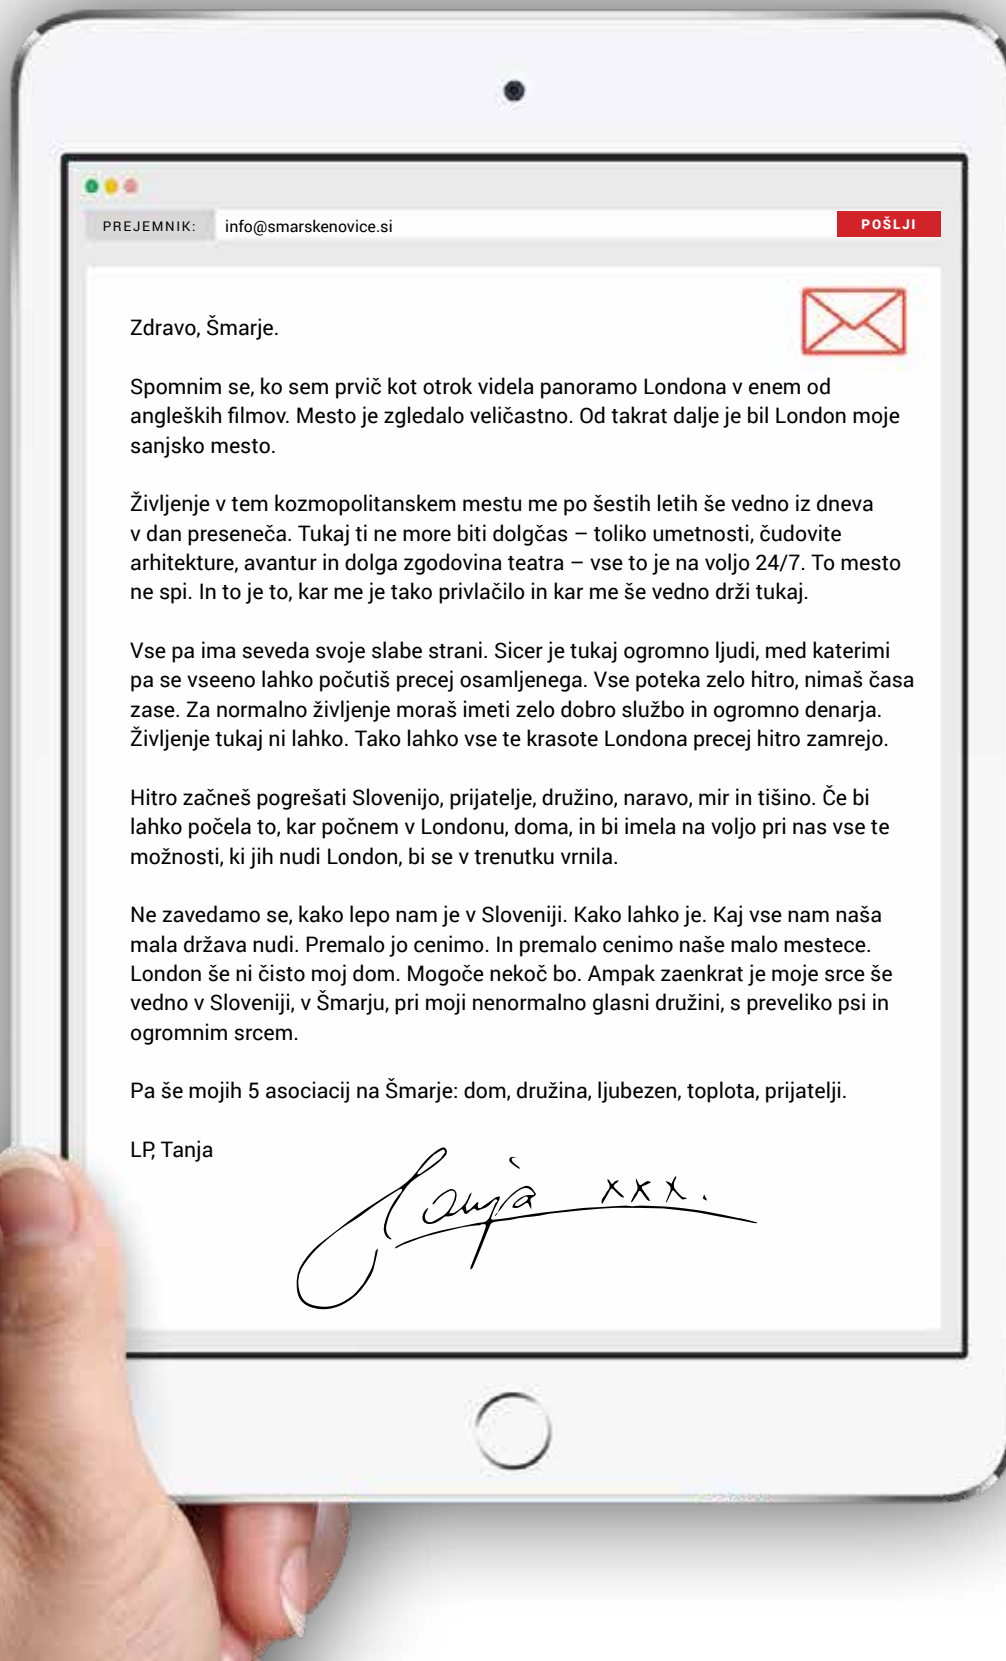 PREJEMNIK: info@smarskenovice.si POŠLJI
Zdravo, Šmarje.
Spomnim se, ko sem prvič kot otrok videla panoramo Londona v enem od
angleških filmov. Mesto je zgledalo veličastno. Od takrat dalje je bil London moje
sanjsko mesto.
Življenje v tem kozmopolitanskem mestu me po šestih letih še vedno iz dneva
v dan preseneča. Tukaj ti ne more biti dolgčas – toliko umetnosti, čudovite
arhitekture, avantur in dolga zgodovina teatra – vse to je na voljo 24/7. To mesto
ne spi. In to je to, kar me je tako privlačilo in kar me še vedno drži tukaj.
Vse pa ima seveda svoje slabe strani. Sicer je tukaj ogromno ljudi, med katerimi
pa se vseeno lahko počutiš precej osamljenega. Vse poteka zelo hitro, nimaš časa
zase. Za normalno življenje moraš imeti zelo dobro službo in ogromno denarja.
Življenje tukaj ni lahko. Tako lahko vse te krasote Londona precej hitro zamrejo.
Hitro začneš pogrešati Slovenijo, prijatelje, družino, naravo, mir in tišino. Če bi
lahko počela to, kar počnem v Londonu, doma, in bi imela na voljo pri nas vse te
možnosti, ki jih nudi London, bi se v trenutku vrnila.
Ne zavedamo se, kako lepo nam je v Sloveniji. Kako lahko je. Kaj vse nam naša
mala država nudi. Premalo jo cenimo. In premalo cenimo naše malo mestece.
London še ni čisto moj dom. Mogoče nekoč bo. Ampak zaenkrat je moje srce še
vedno v Sloveniji, v Šmarju, pri moji nenormalno glasni družini, s preveliko psi in
ogromnim srcem.
Pa še mojih 5 asociacij na Šmarje: dom, družina, ljubezen, toplota, prijatelji.
LP, Tanja
Tanja xxx.